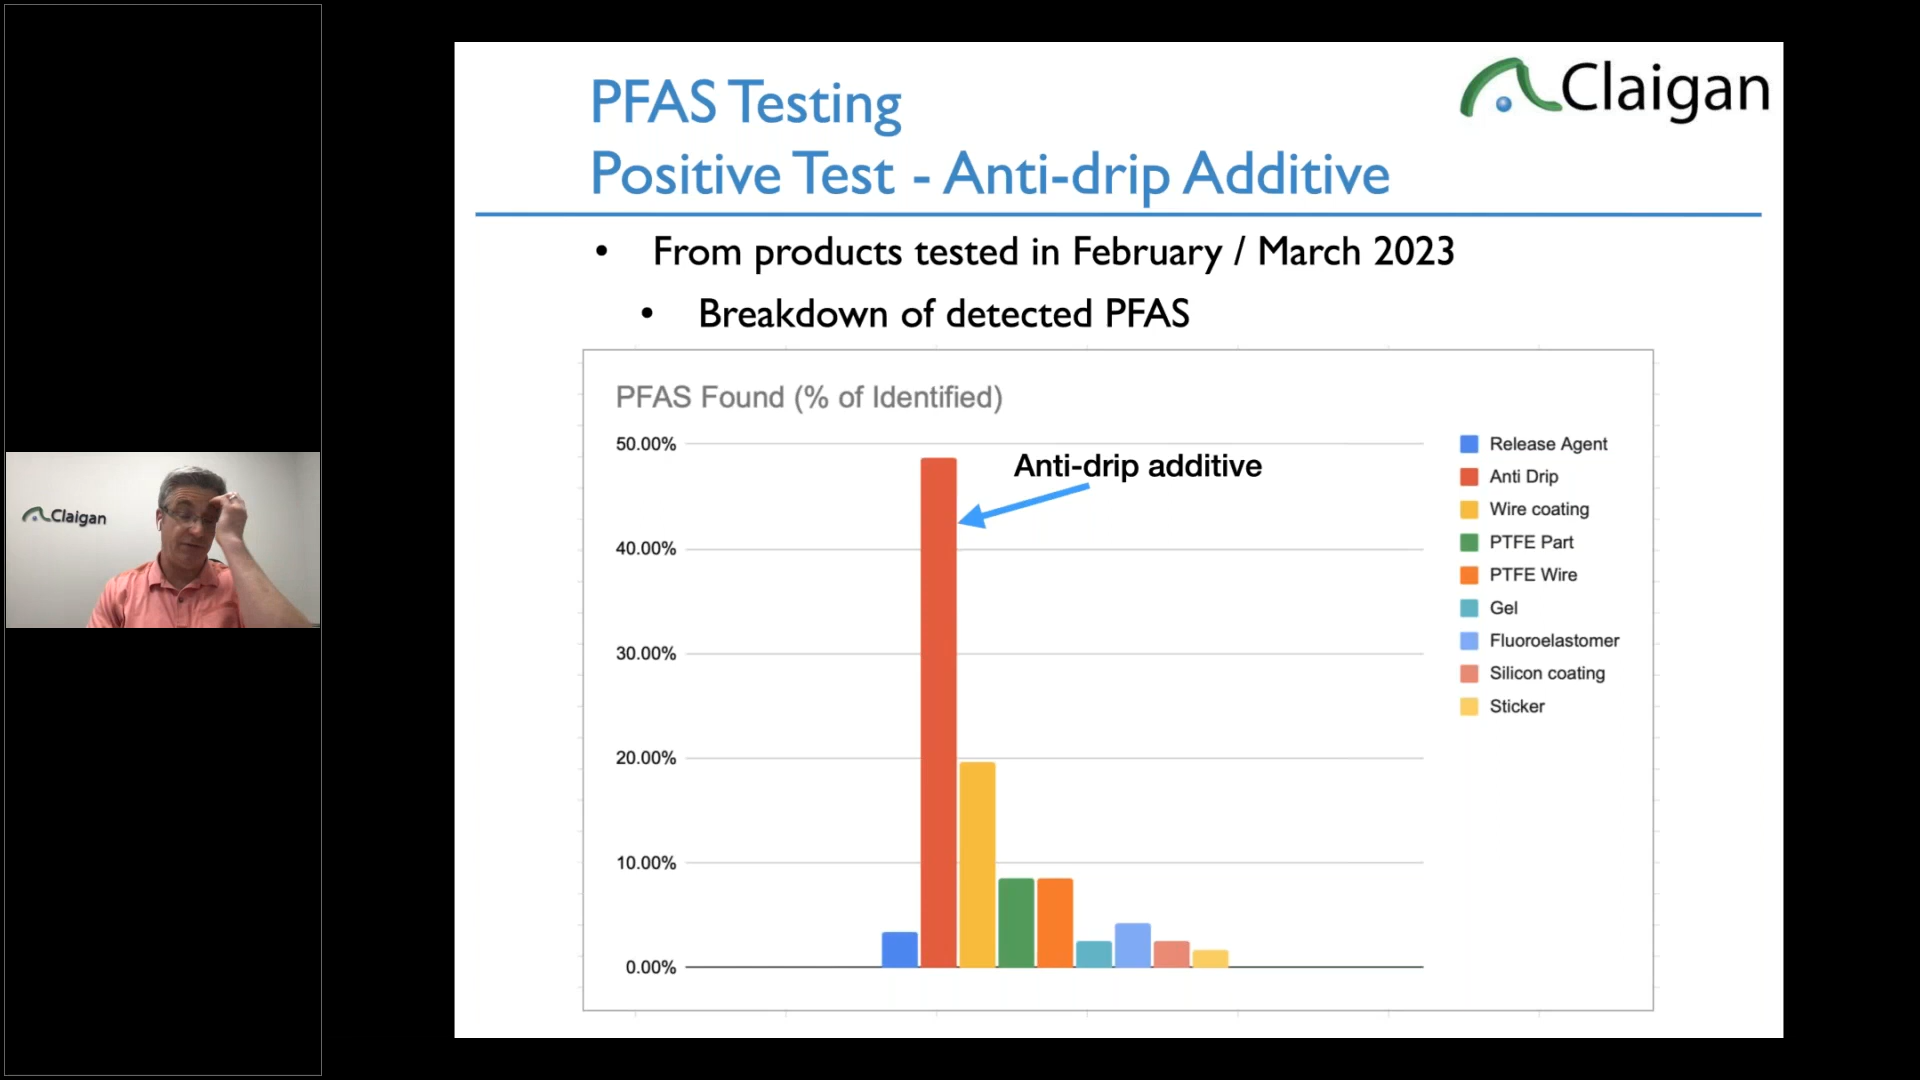 PFAS Testing
Positive Test - Anti-drip Additive
Claigan
• From products tested in February / March 2023
• Breakdown of detected PFAS
PFAS Found (% of Identified)
50.00%
40.00%
30.00%
20.00%
10.00%
0.00%
Anti-drip additive
Release Agent
Anti Drip
Wire coating
PTFE Part
PTFE Wire
Gel
Fluoroelastomer
Silicon coating
Sticker
Claigan